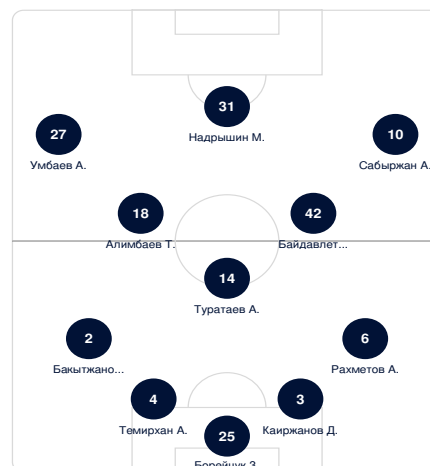 31
Надрышин М.
27
Умбаев А.
10
Сабыржан А.
18
Алимбаев Т.
42
Байдавлет...
14
Туратаев А.
2
Бакытжано...
6
Рахметов А.
4
Темирхан А.
3
Каиржанов Д.
25
Борейчук З.